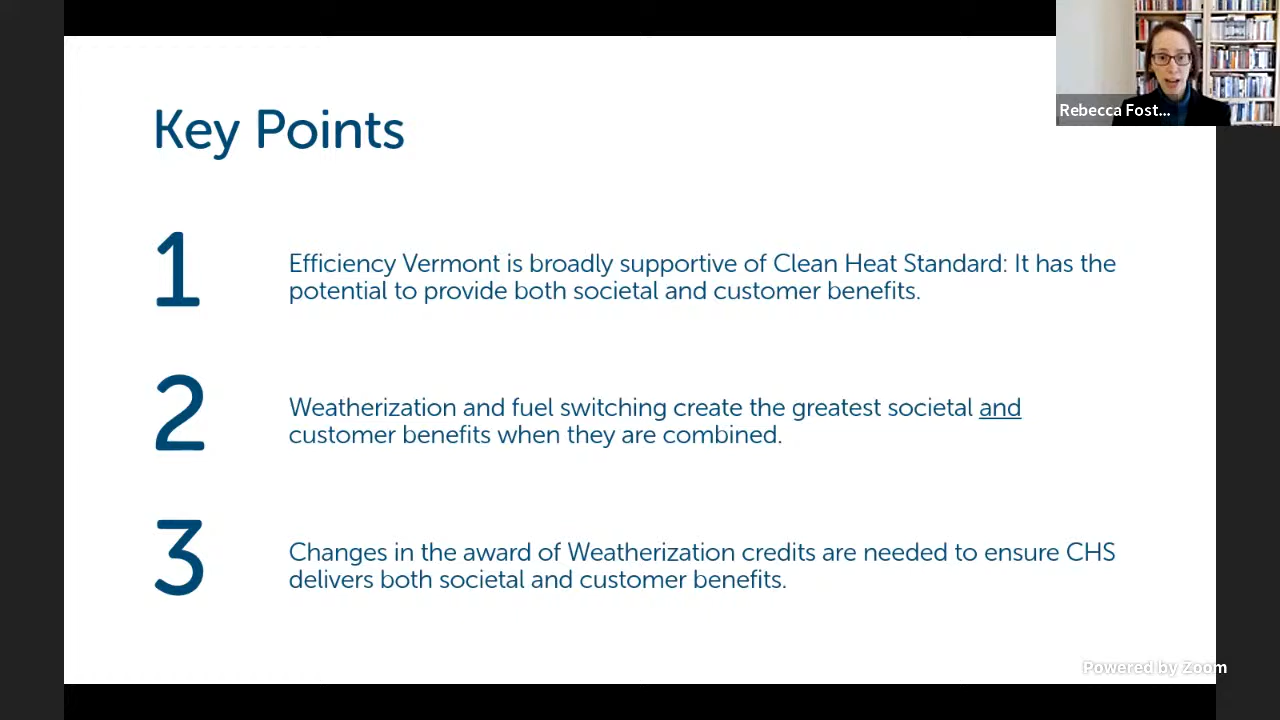 Key Points
Rebecca Fost...
1
Efficiency Vermont is broadly supportive of Clean Heat Standard: It has the
potential to provide both societal and customer benefits.
2
Weatherization and fuel switching create the greatest societal and
customer benefits when they are combined.
3
Changes in the award of Weatherization credits are needed to ensure CHS
delivers both societal and customer benefits.
Powered by Zoom